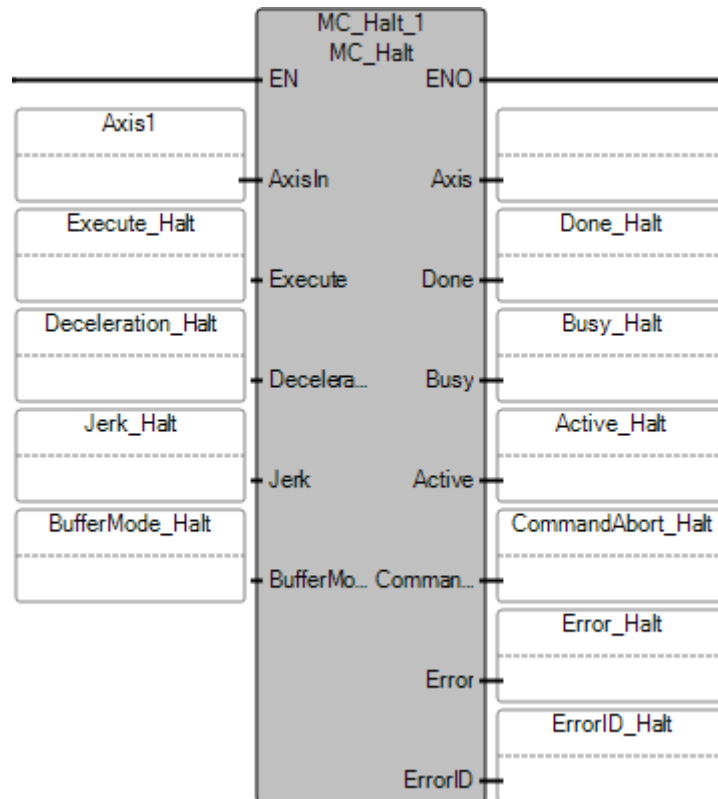 MC_Halt_1
MC_Halt
EN ENO
Axis1
AxisIn Axis
Execute_Halt Done_Halt
Execute Done
Deceleration_Halt Busy_Halt
Decelera... Busy
Jerk_Halt Active_Halt
Jerk Active
BufferMode_Halt CommandAbort_Halt
BufferMo... Comman...
Error_Halt
Error
ErrorID_Halt
ErrorID